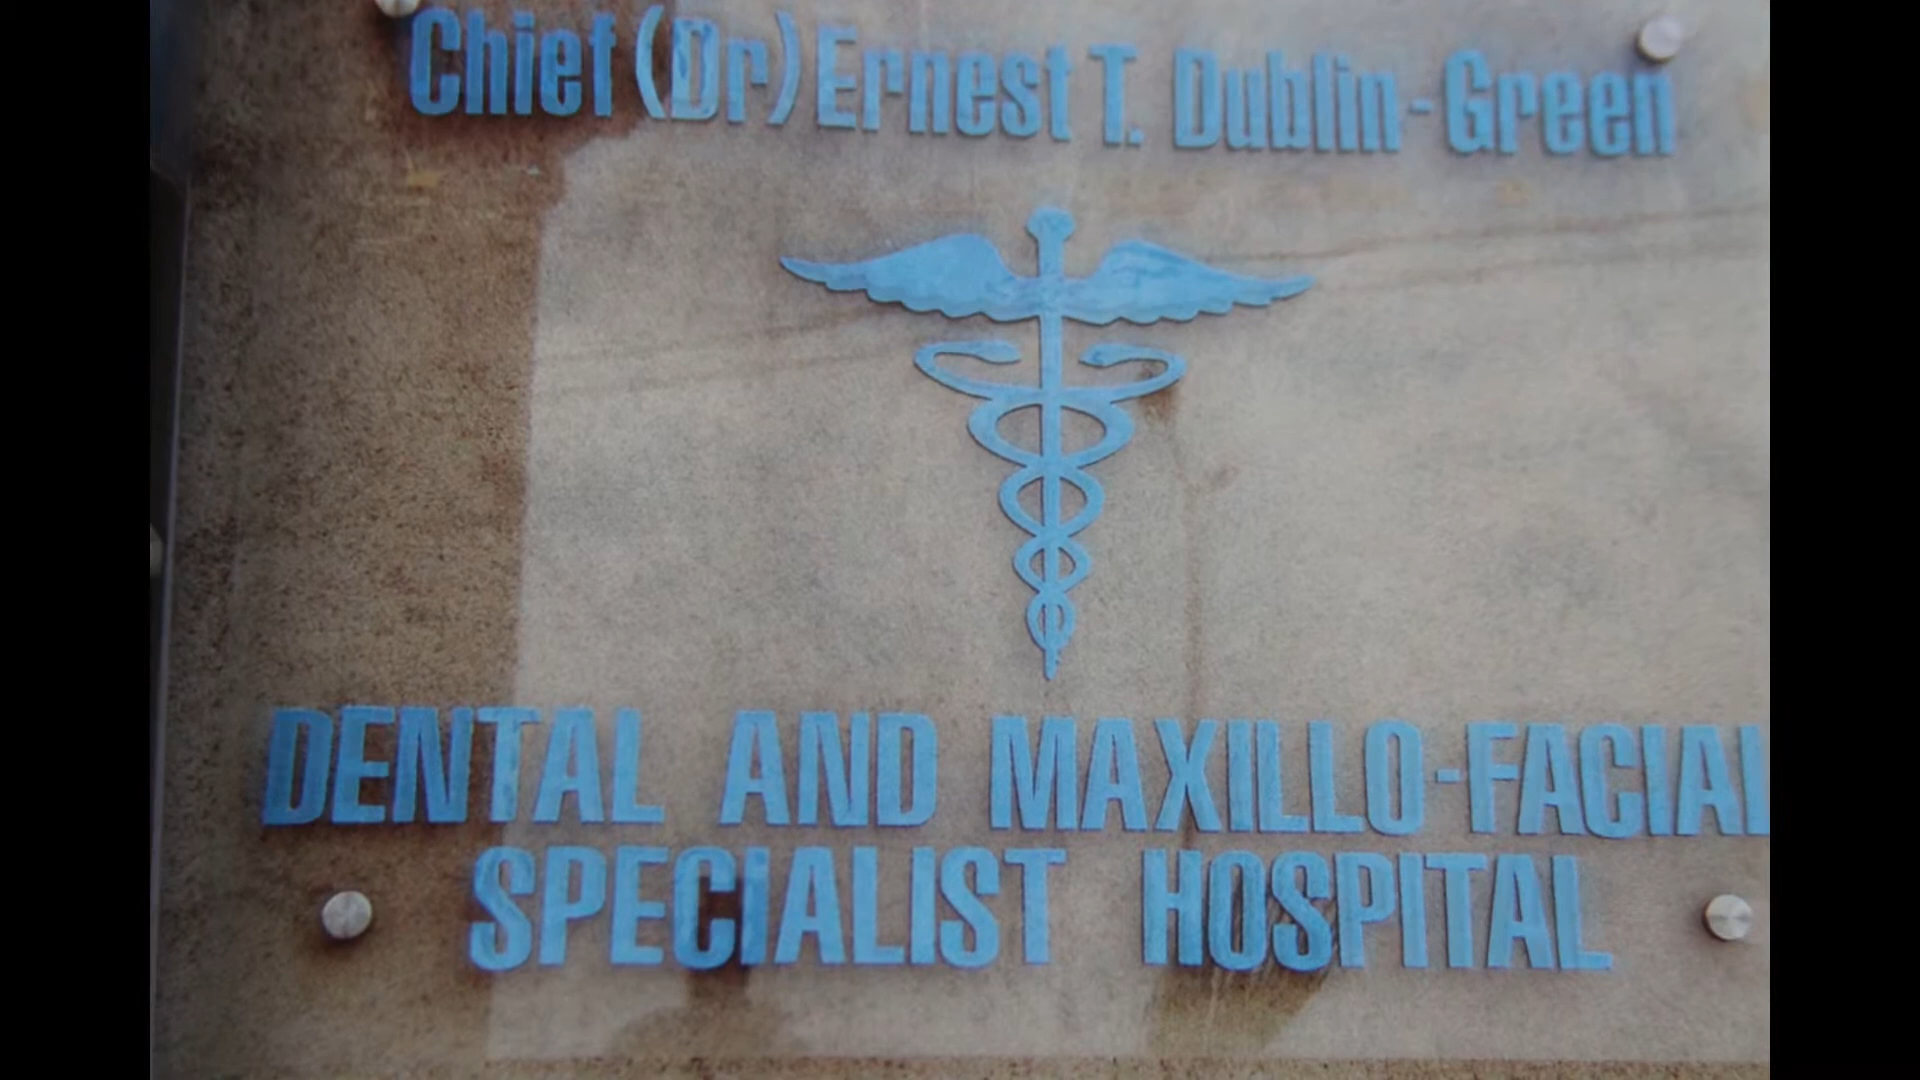 Chief (Dr) Ernest T. Dublin-Green
DENTAL AND MAXILLO-FACIAL
SPECIALIST HOSPITAL